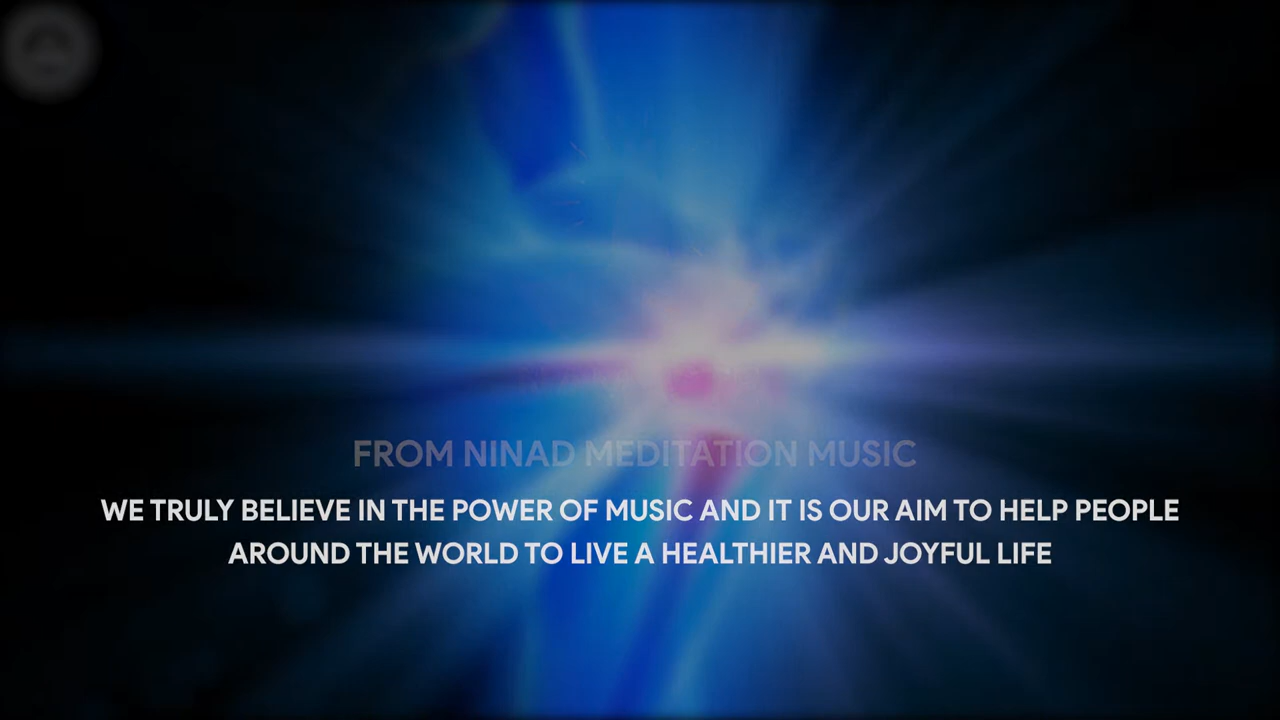 FROM NINAD MEDITATION MUSIC
WE TRULY BELIEVE IN THE POWER OF MUSIC AND IT IS OUR AIM TO HELP PEOPLE
AROUND THE WORLD TO LIVE A HEALTHIER AND JOYFUL LIFE